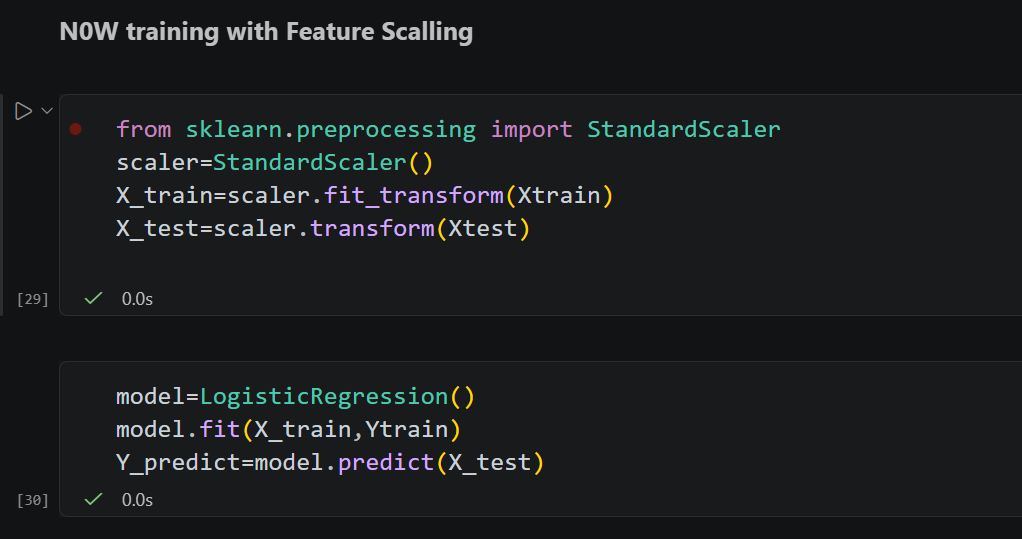 N0W training with Feature Scalling
from sklearn.preprocessing import StandardScaler
scaler=StandardScaler()
X_train=scaler.fit_transform(Xtrain)
X_test=scaler.transform(Xtest)
[29]
0.0s
model=LogisticRegression()
model.fit(X_train,Ytrain)
Y_predict=model.predict(X_test)
[30]
0.0s